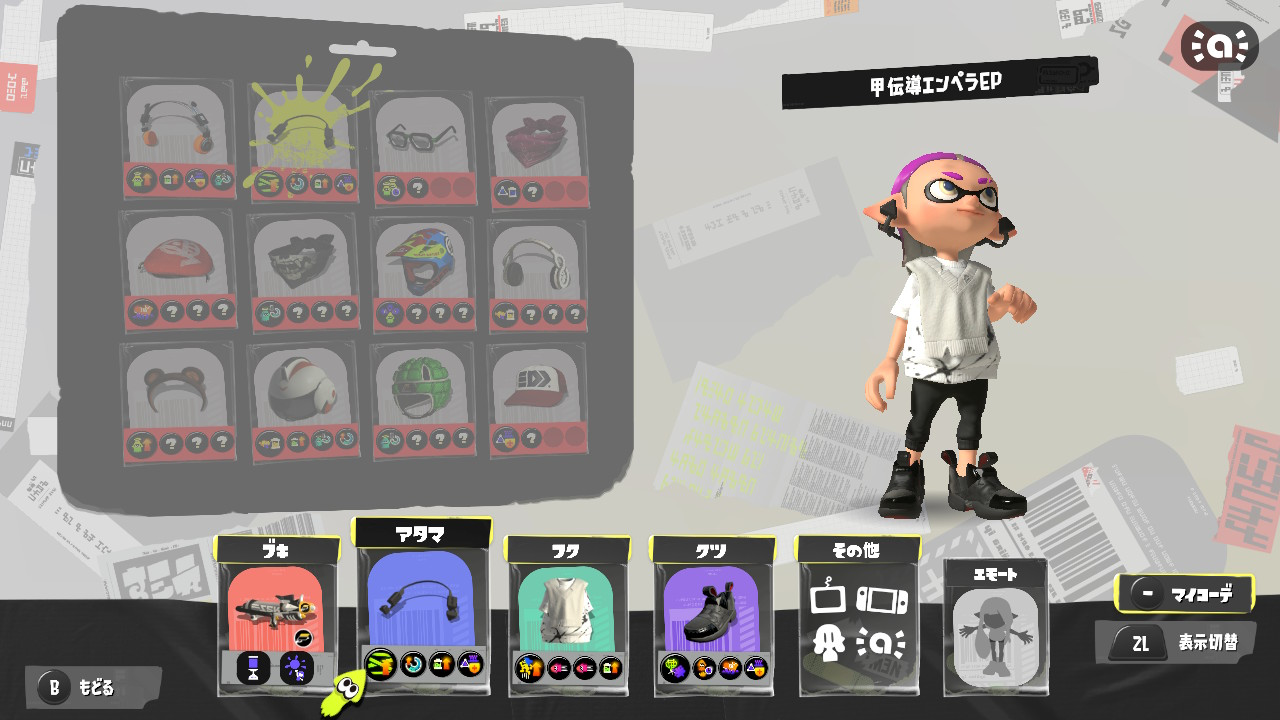 甲伝導エンペラEP
SD>>
ブキ
アタマ
フク
クツ
その他
エモート
B もどる
- マイコーデ
ZL 表示切替